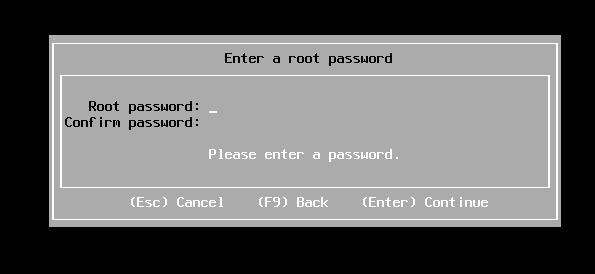 Enter a root password
Root password: _
Confirm password:
Please enter a password.
(Esc) Cancel (F9) Back (Enter) Continue